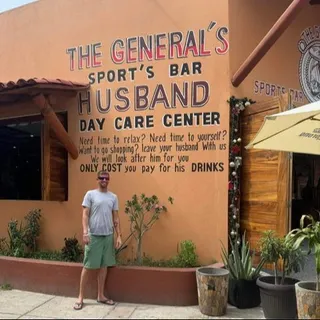 THE GENERAL'S
SPORT'S BAR
HUSBAND
DAY CARE CENTER
Need time to relax? Need time to yourself?
Want to go shopping? leave your husband With us
We will look after him for you
ONLY COST you pay for his DRINKS
SPORTS BAR